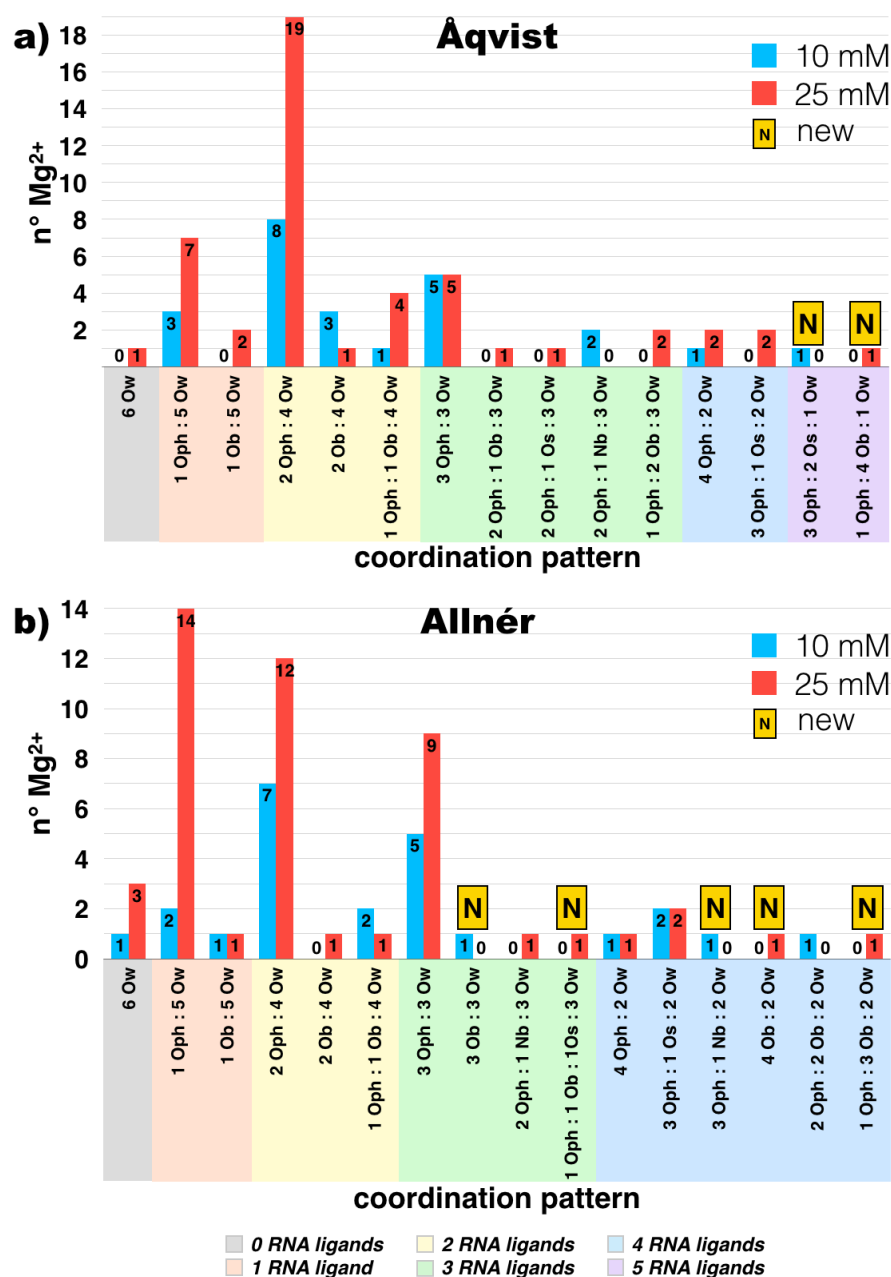 a)
Åqvist
10 mM
25 mM
N new
n° Mg²⁺
18
16
14
12
10
8
6
4
2
0 1
3 7
0 2
8 19
3 1
1 4
5 5
0 1
0 1
2 0
0 2
1 2
0 2
N
1 0
N
0 1
6 Ow
1 Oph : 5 Ow
1 Ob : 5 Ow
2 Oph : 4 Ow
2 Ob : 4 Ow
1 Oph : 1 Ob : 4 Ow
3 Oph : 3 Ow
2 Oph : 1 Ob : 3 Ow
2 Oph : 1 Os : 3 Ow
2 Oph : 1 Nb : 3 Ow
1 Oph : 2 Ob : 3 Ow
4 Oph : 2 Ow
3 Oph : 1 Os : 2 Ow
3 Oph : 2 Os : 1 Ow
1 Oph : 4 Ob : 1 Ow
coordination pattern
b)
Allnér
10 mM
25 mM
N new
n° Mg²⁺
14
12
10
8
6
4
2
0
1 3
2 14
1 1
7 12
0 1
2 1
5 9
N
1 0
0 1
N
0 1
1 1
2 2
N
1 0
N
0 1
1 0
N
0 1
6 Ow
1 Oph : 5 Ow
1 Ob : 5 Ow
2 Oph : 4 Ow
2 Ob : 4 Ow
1 Oph : 1 Ob : 4 Ow
3 Oph : 3 Ow
3 Ob : 3 Ow
2 Oph : 1 Nb : 3 Ow
1 Oph : 1 Ob : 1Os : 3 Ow
4 Oph : 2 Ow
3 Oph : 1 Os : 2 Ow
3 Oph : 1 Nb : 2 Ow
4 Ob : 2 Ow
2 Oph : 2 Ob : 2 Ow
1 Oph : 3 Ob : 2 Ow
coordination pattern
0 RNA ligands
2 RNA ligands
4 RNA ligands
1 RNA ligand
3 RNA ligands
5 RNA ligands